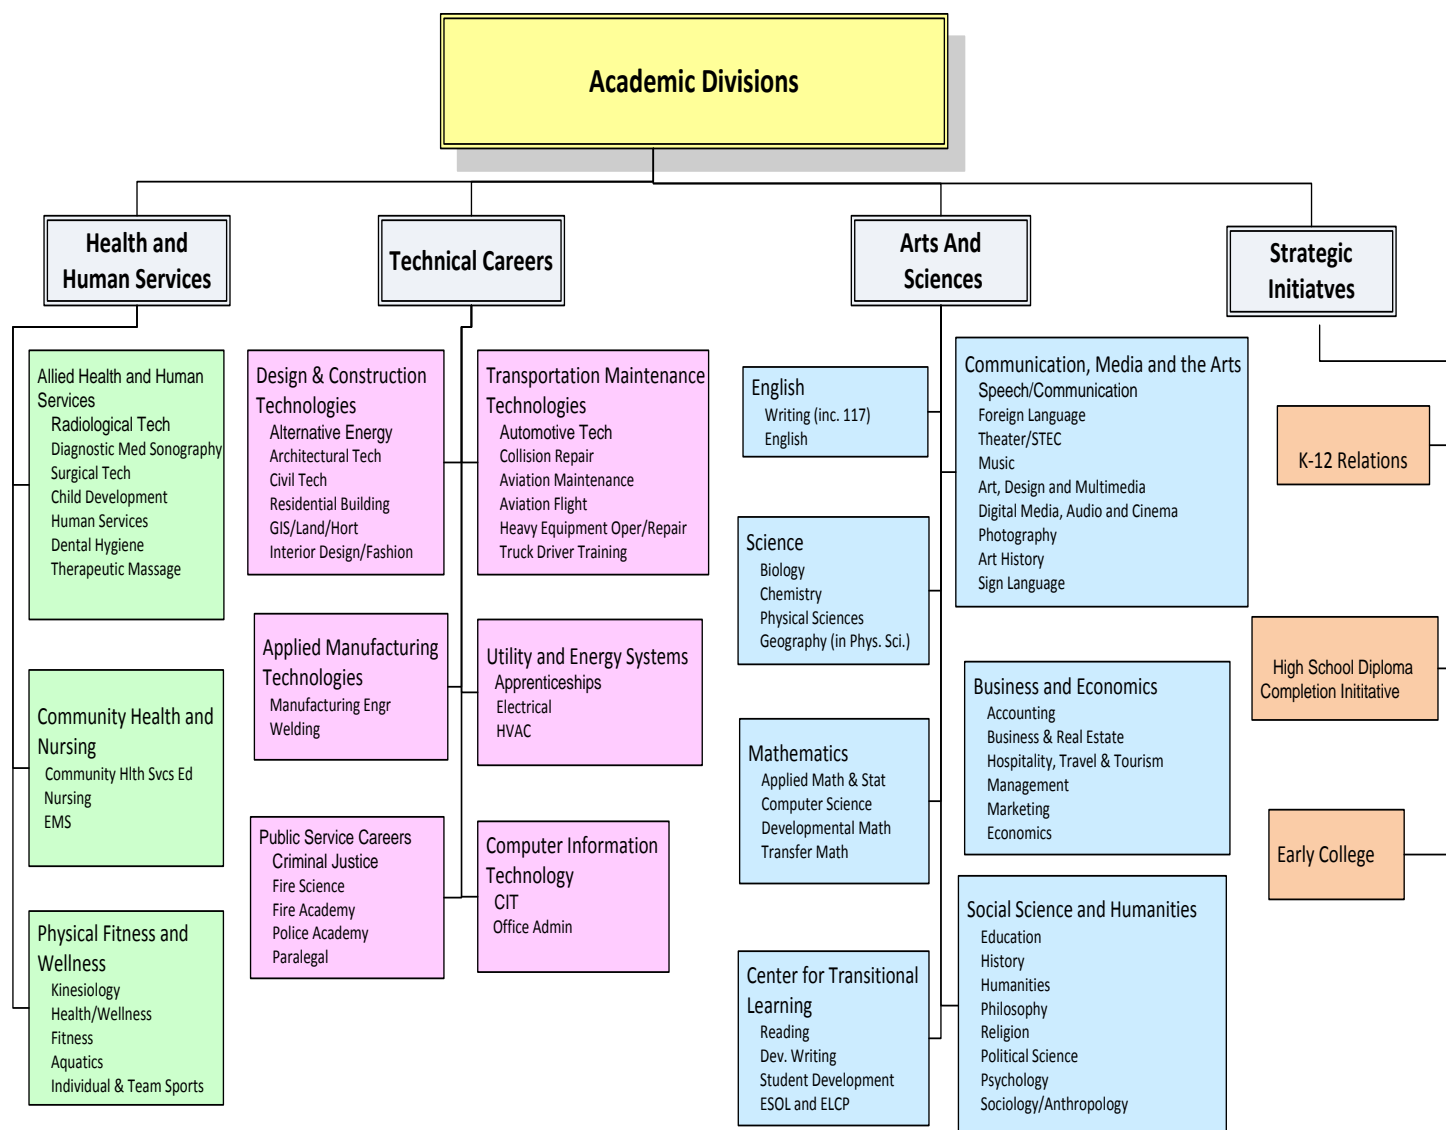 Academic Divisions
Health and
Human Services
Technical Careers
Arts And
Sciences
Strategic
Initiatves
Allied Health and Human
Services
Radiological Tech
Diagnostic Med Sonography
Surgical Tech
Child Development
Human Services
Dental Hygiene
Therapeutic Massage
Community Health and
Nursing
Community Hlth Svcs Ed
Nursing
EMS
Physical Fitness and
Wellness
Kinesiology
Health/Wellness
Fitness
Aquatics
Individual & Team Sports
Design & Construction
Technologies
Alternative Energy
Architectural Tech
Civil Tech
Residential Building
GIS/Land/Hort
Interior Design/Fashion
Transportation Maintenance
Technologies
Automotive Tech
Collision Repair
Aviation Maintenance
Aviation Flight
Heavy Equipment Oper/Repair
Truck Driver Training
Applied Manufacturing
Technologies
Manufacturing Engr
Welding
Utility and Energy Systems
Apprenticeships
Electrical
HVAC
Public Service Careers
Criminal Justice
Fire Science
Fire Academy
Police Academy
Paralegal
Computer Information
Technology
CIT
Office Admin
English
Writing (inc. 117)
English
Science
Biology
Chemistry
Physical Sciences
Geography (in Phys. Sci.)
Mathematics
Applied Math & Stat
Computer Science
Developmental Math
Transfer Math
Center for Transitional
Learning
Reading
Dev. Writing
Student Development
ESOL and ELCP
Communication, Media and the Arts
Speech/Communication
Foreign Language
Theater/STEC
Music
Art, Design and Multimedia
Digital Media, Audio and Cinema
Photography
Art History
Sign Language
Business and Economics
Accounting
Business & Real Estate
Hospitality, Travel & Tourism
Management
Marketing
Economics
Social Science and Humanities
Education
History
Humanities
Philosophy
Religion
Political Science
Psychology
Sociology/Anthropology
K-12 Relations
High School Diploma
Completion Inititative
Early College